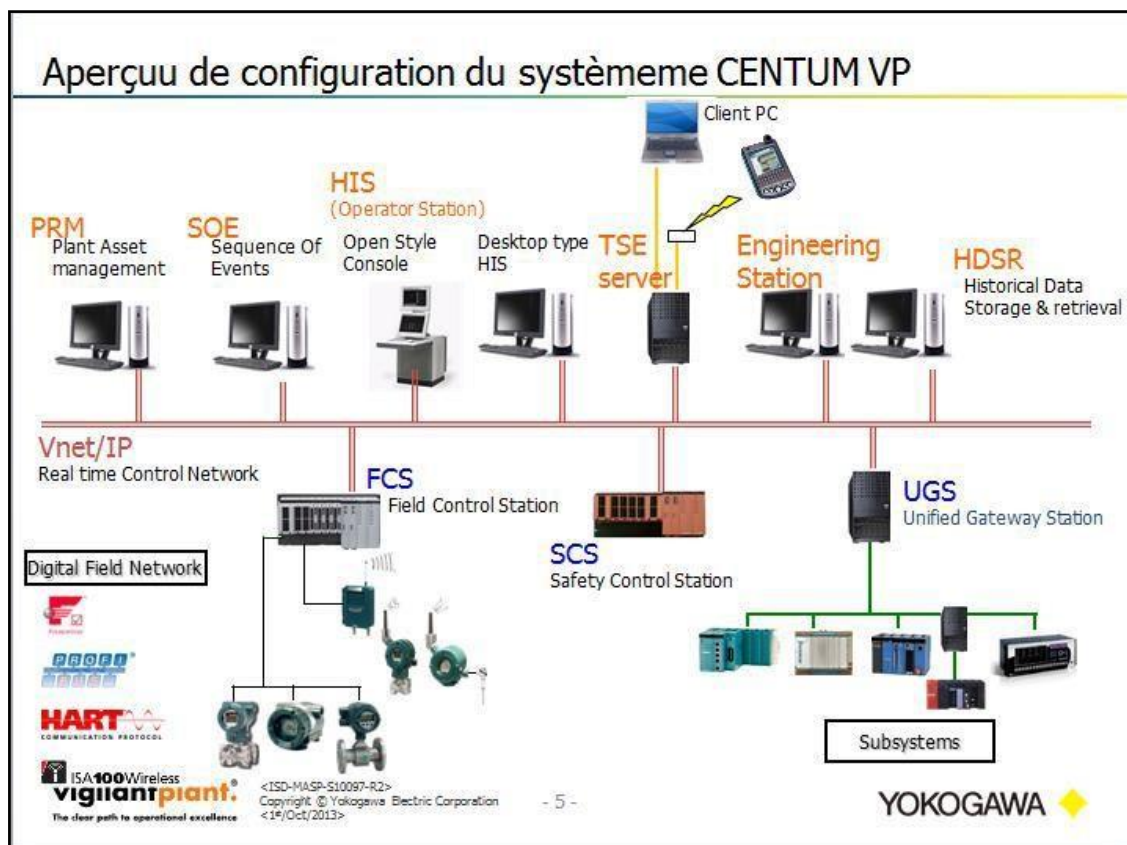 Aperçuu de configuration du systèmeme CENTUM VP
Client PC
HIS
(Operator Station)
PRM
Plant Asset
management
SOE
Sequence Of
Events
Open Style
Console
Desktop type
HIS
TSE
server
Engineering
Station
HDSR
Historical Data
Storage & retrieval
Vnet/IP
Real time Control Network
FCS
Field Control Station
SCS
Safety Control Station
UGS
Unified Gateway Station
Digital Field Network
PROFI
HART
COMMUNICATION PROTOCOL
ISA100Wireless
Subsystems
vigilantplant.®
The clear path to operational excellence
<ISD-MASP-S10097-R2>
Copyright © Yokogawa Electric Corporation
<1st/Oct/2013>
- 5 -
YOKOGAWA